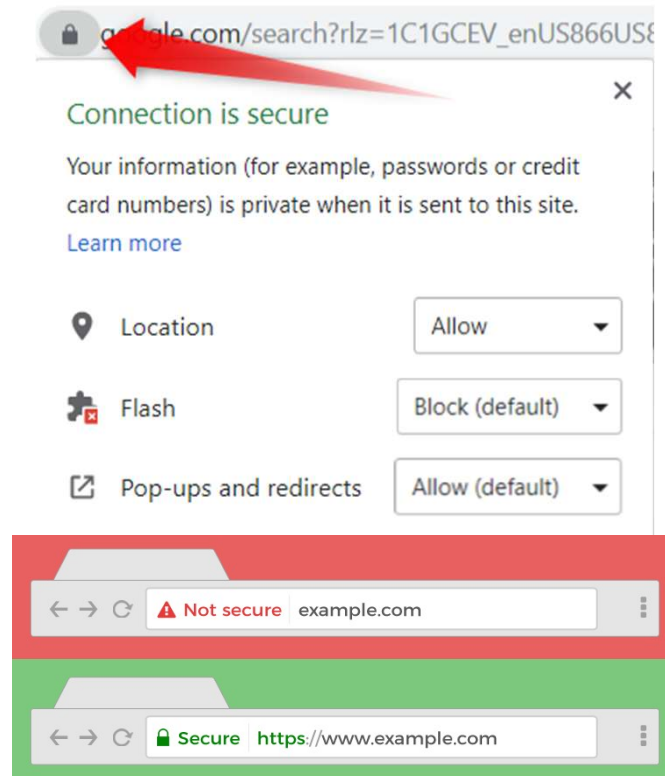 google.com/search?rlz=1C1GCEV_enUS866US8
Connection is secure
Your information (for example, passwords or credit
card numbers) is private when it is sent to this site.
Learn more
Location Allow
Flash Block (default)
Pop-ups and redirects Allow (default)
Not secure example.com
Secure https://www.example.com